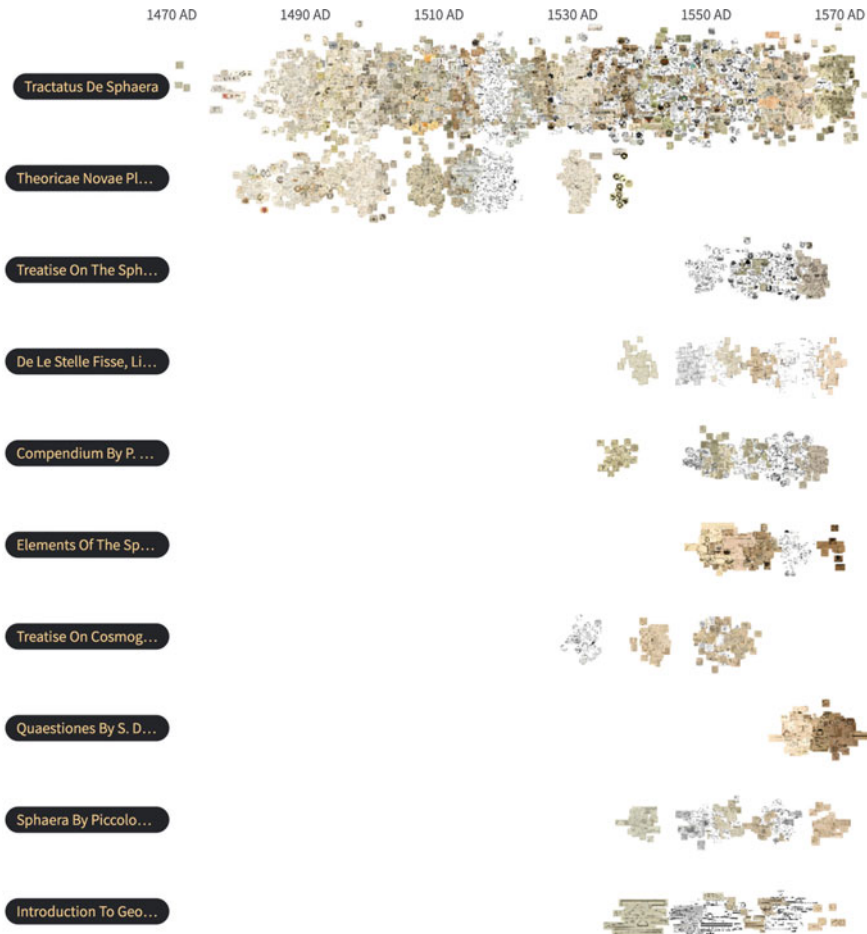 1470 AD 1490 AD 1510 AD 1530 AD 1550 AD 1570 AD
Tractatus De Sphaera
Theoricae Novae Pl...
Treatise On The Sph...
De Le Stelle Fisse, Li...
Compendium By P. ...
Elements Of The Sp...
Treatise On Cosmog...
Quaestiones By S. D...
Sphaera By Piccolo...
Introduction To Geo...